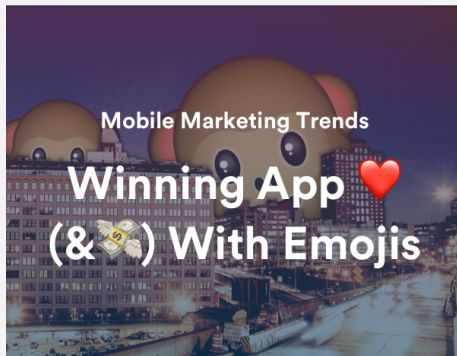 Mobile Marketing Trends
Winning App ❤️
(&💸) With Emojis